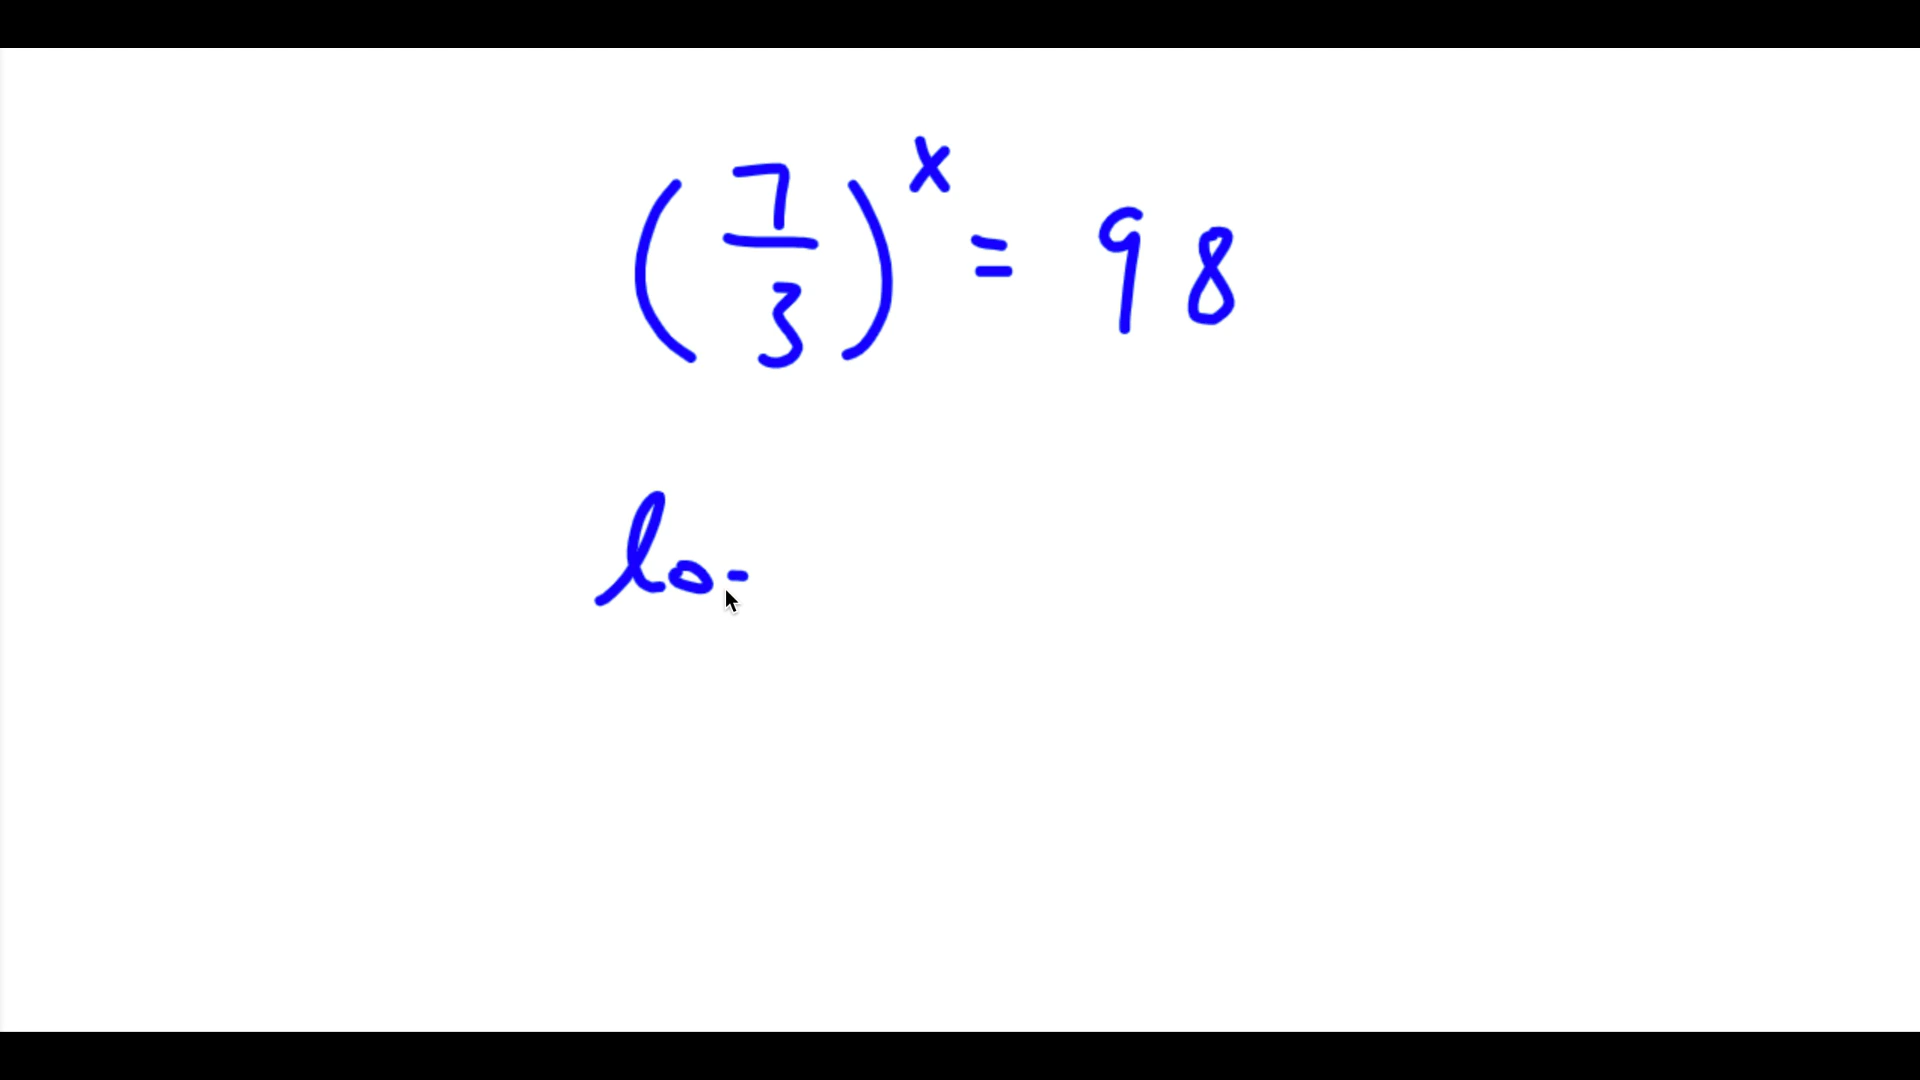 (7/3)^x = 98
lo-